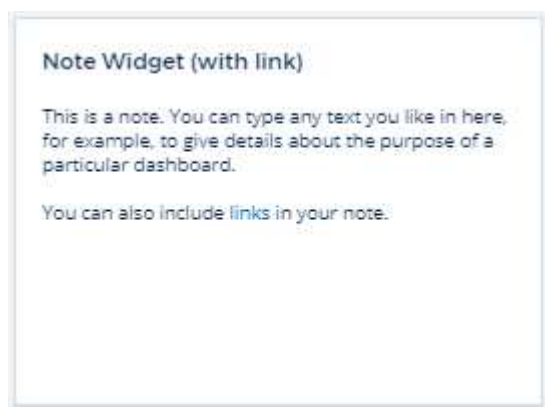 Note Widget (with link)
This is a note. You can type any text you like in here,
for example, to give details about the purpose of a
particular dashboard.
You can also include links in your note.